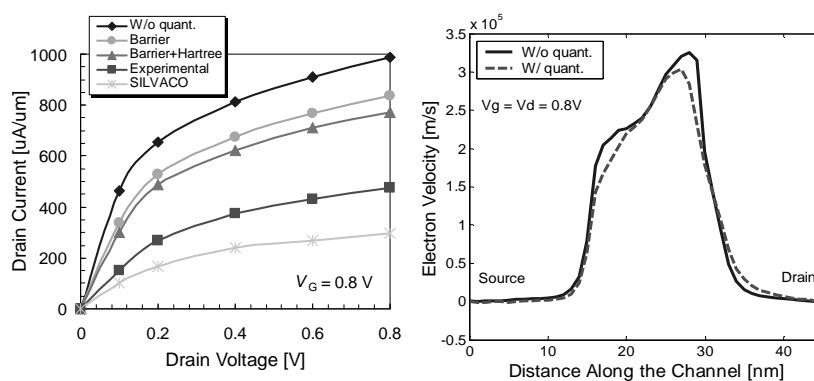 W/o quant.
Barrier
Barrier+Hartree
Experimental
SILVACO
1000
800
600
400
200
0
Drain Current [uA/um]
0
0.2
0.4
0.6
0.8
Drain Voltage [V]
VG = 0.8 V
x 10^5
3.5
3
2.5
2
1.5
1
0.5
0
-0.5
Electron Velocity [m/s]
W/o quant.
W/ quant.
Vg = Vd = 0.8V
Source
Drain
0
10
20
30
40
Distance Along the Channel [nm]